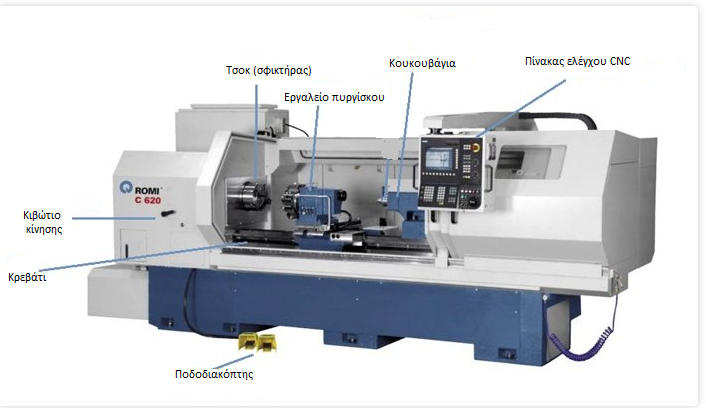 Κουκουβάγια
Πίνακας ελέγχου CNC
Τσοκ (σφικτήρας)
Εργαλείο πυργίσκου
ROMI
C 620
Κιβώτιο
κίνησης
Κρεβάτι
Ποδοδιακόπτης